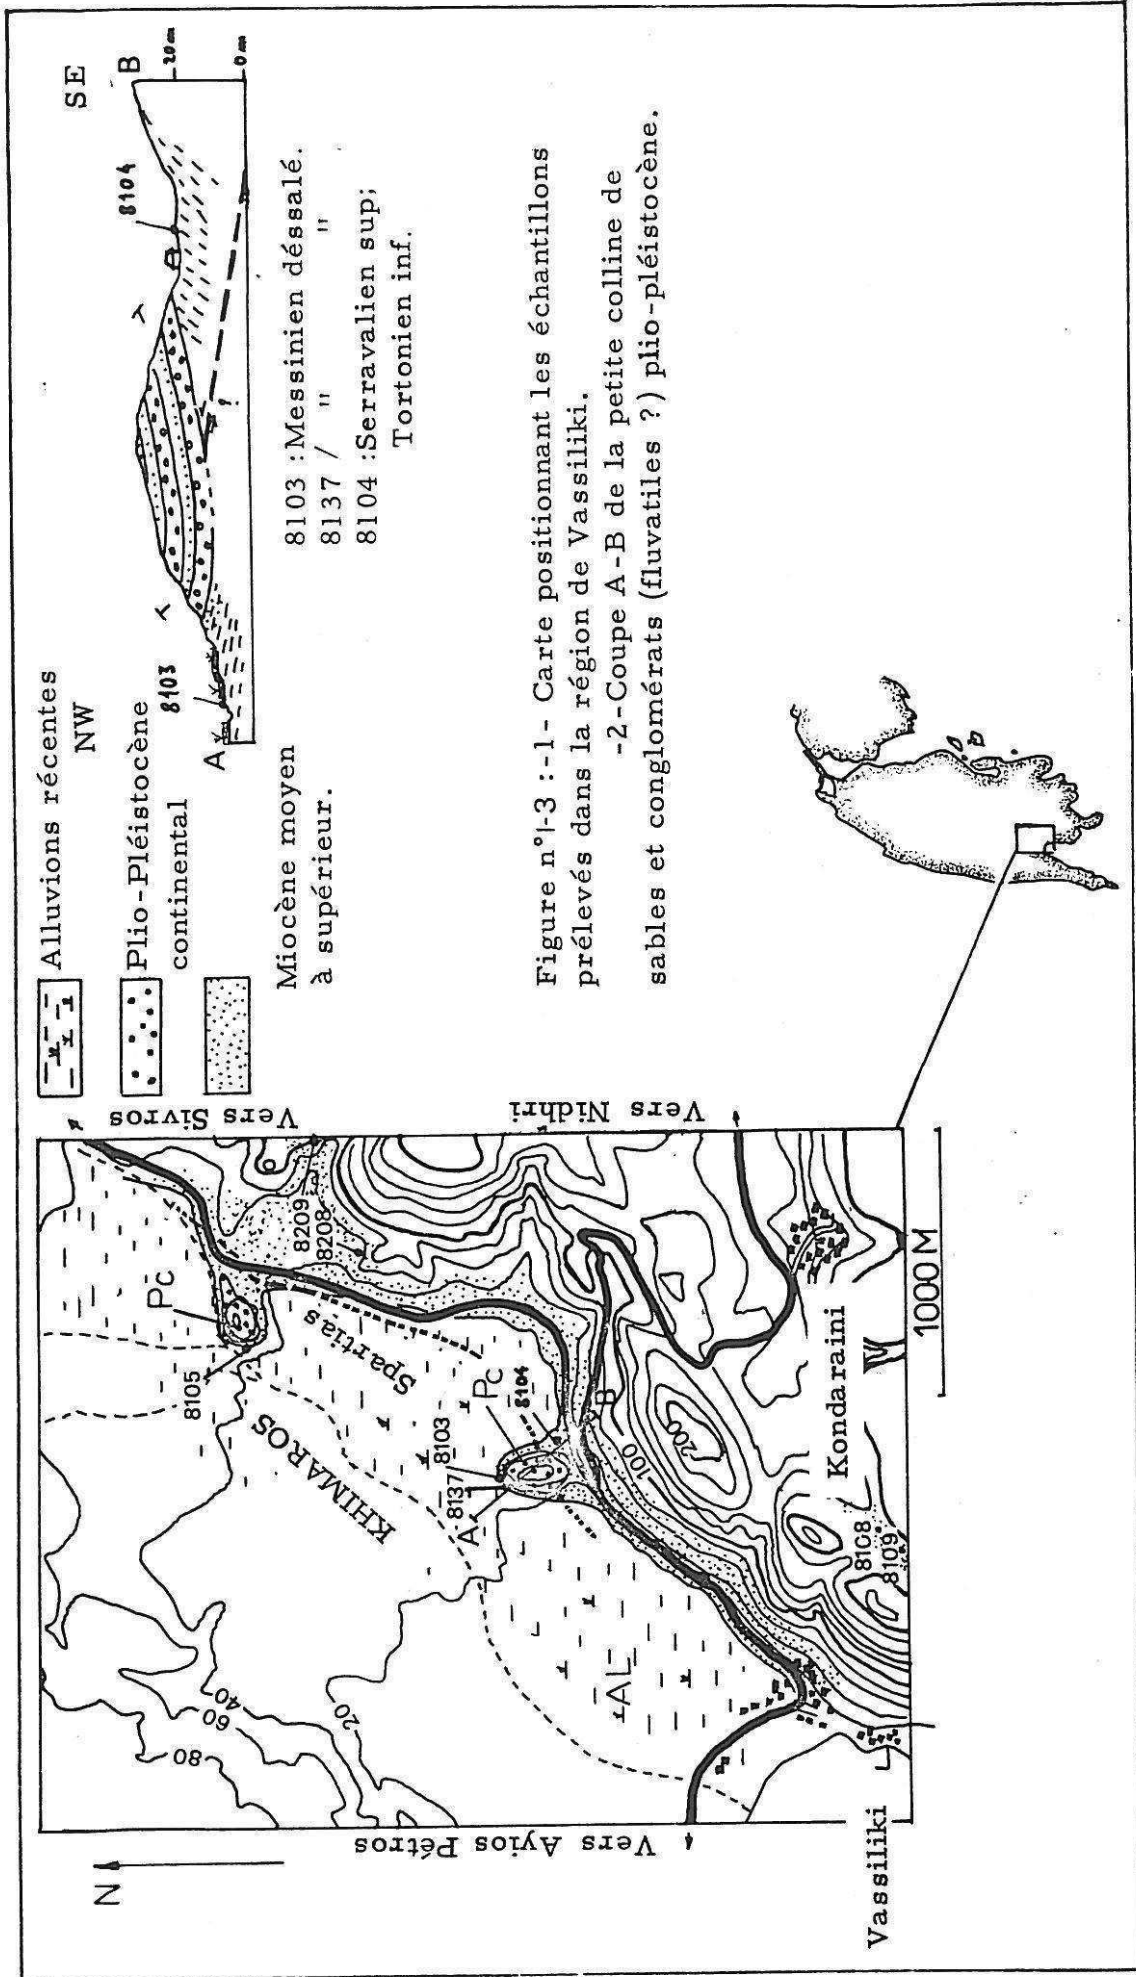 Alluvions récentes
Plio-Pléistocène
continental
Miocène moyen
à supérieur.
NW
SE
A
8103
8104
B
20m
0m
?
8103 :Messinien déssalé.
8137 / " "
8104 :Serravalien sup;
Tortonien inf.
Figure n°1-3 :-1- Carte positionnant les échantillons
prélevés dans la région de Vassiliki.
-2-Coupe A-B de la petite colline de
sables et conglomérats (fluvatiles ?) plio-pléistocène.
N
Vers Sivros
Vers Nidhri
Vers Ayios Pétros
80
60
40
20
KHIMAROS
Spartias
8105
PC
8209
8208
A
8137
8103
PC
8104
B
AL
100
200
8108
8109
Kondaraini
Vassiliki
1000M